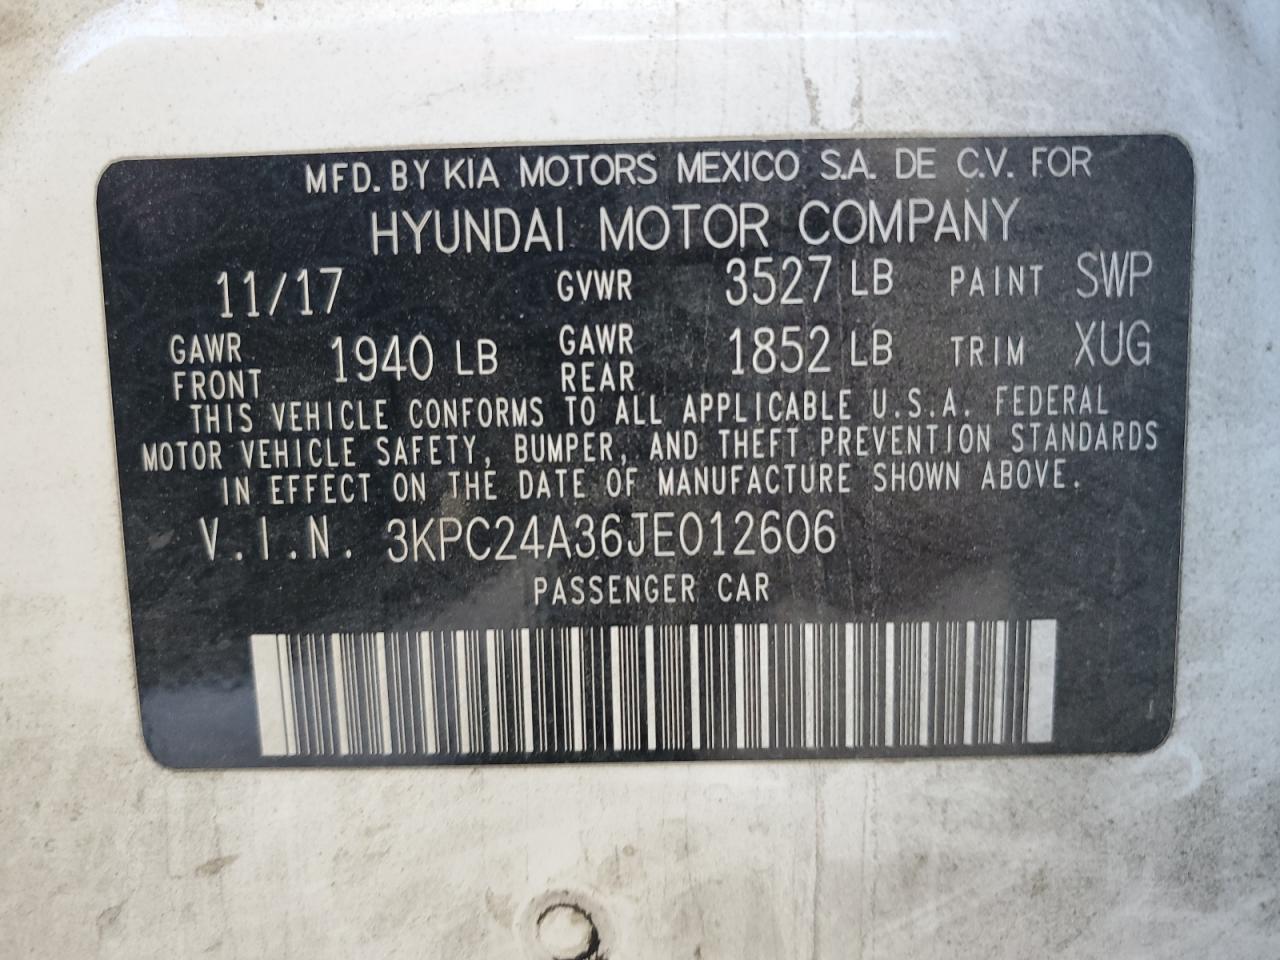 MFD. BY KIA MOTORS MEXICO S.A. DE C.V. FOR
HYUNDAI MOTOR COMPANY
11/17 GVWR 3527 LB PAINT SWP
GAWR FRONT 1940 LB GAWR REAR 1852 LB TRIM XUG
THIS VEHICLE CONFORMS TO ALL APPLICABLE U.S.A. FEDERAL
MOTOR VEHICLE SAFETY, BUMPER, AND THEFT PREVENTION STANDARDS
IN EFFECT ON THE DATE OF MANUFACTURE SHOWN ABOVE.
V.I.N. 3KPC24A36JE012606
PASSENGER CAR